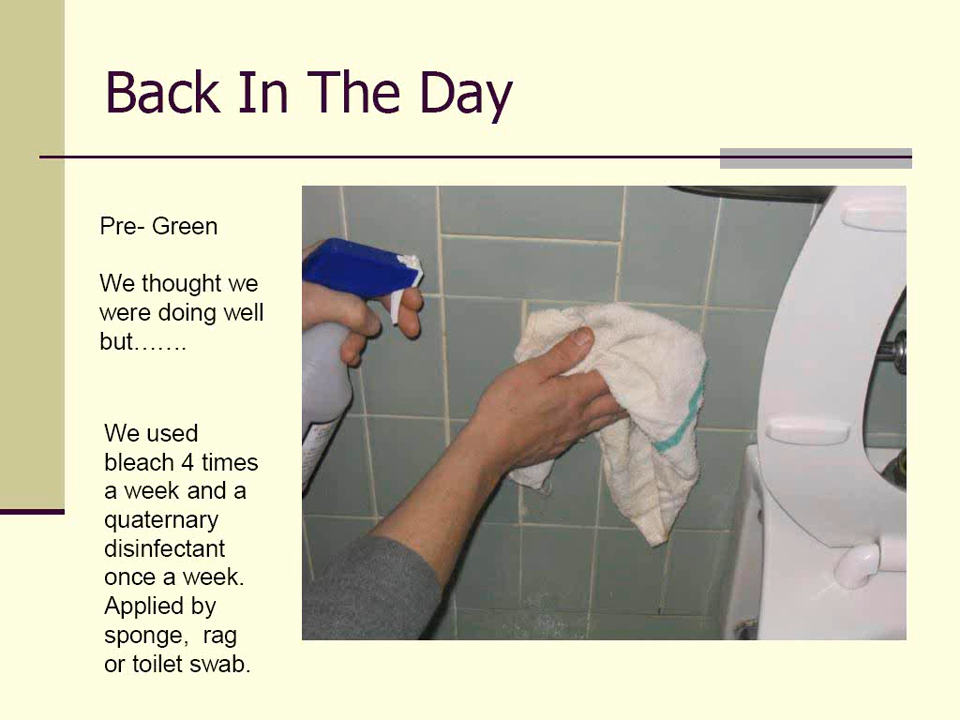 Back In The Day
Pre- Green
We thought we
were doing well
but…….
We used
bleach 4 times
a week and a
quaternary
disinfectant
once a week.
Applied by
sponge,  rag
or toilet swab.